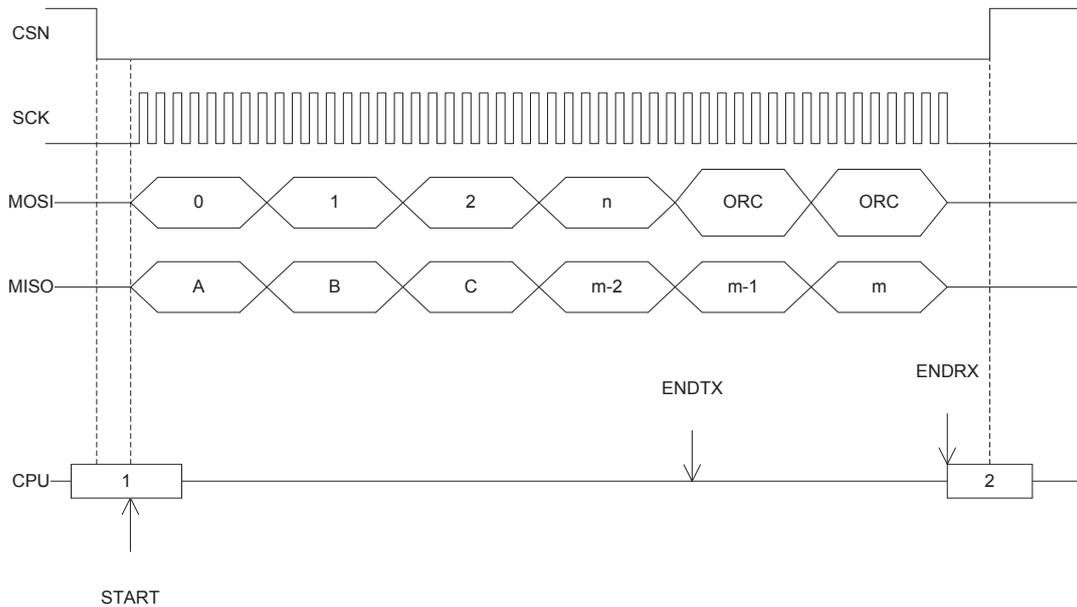 CSN
SCK
MOSI 0 1 2 n ORC ORC
MISO A B C m-2 m-1 m
ENDRX
ENDTX
CPU 1 2
START